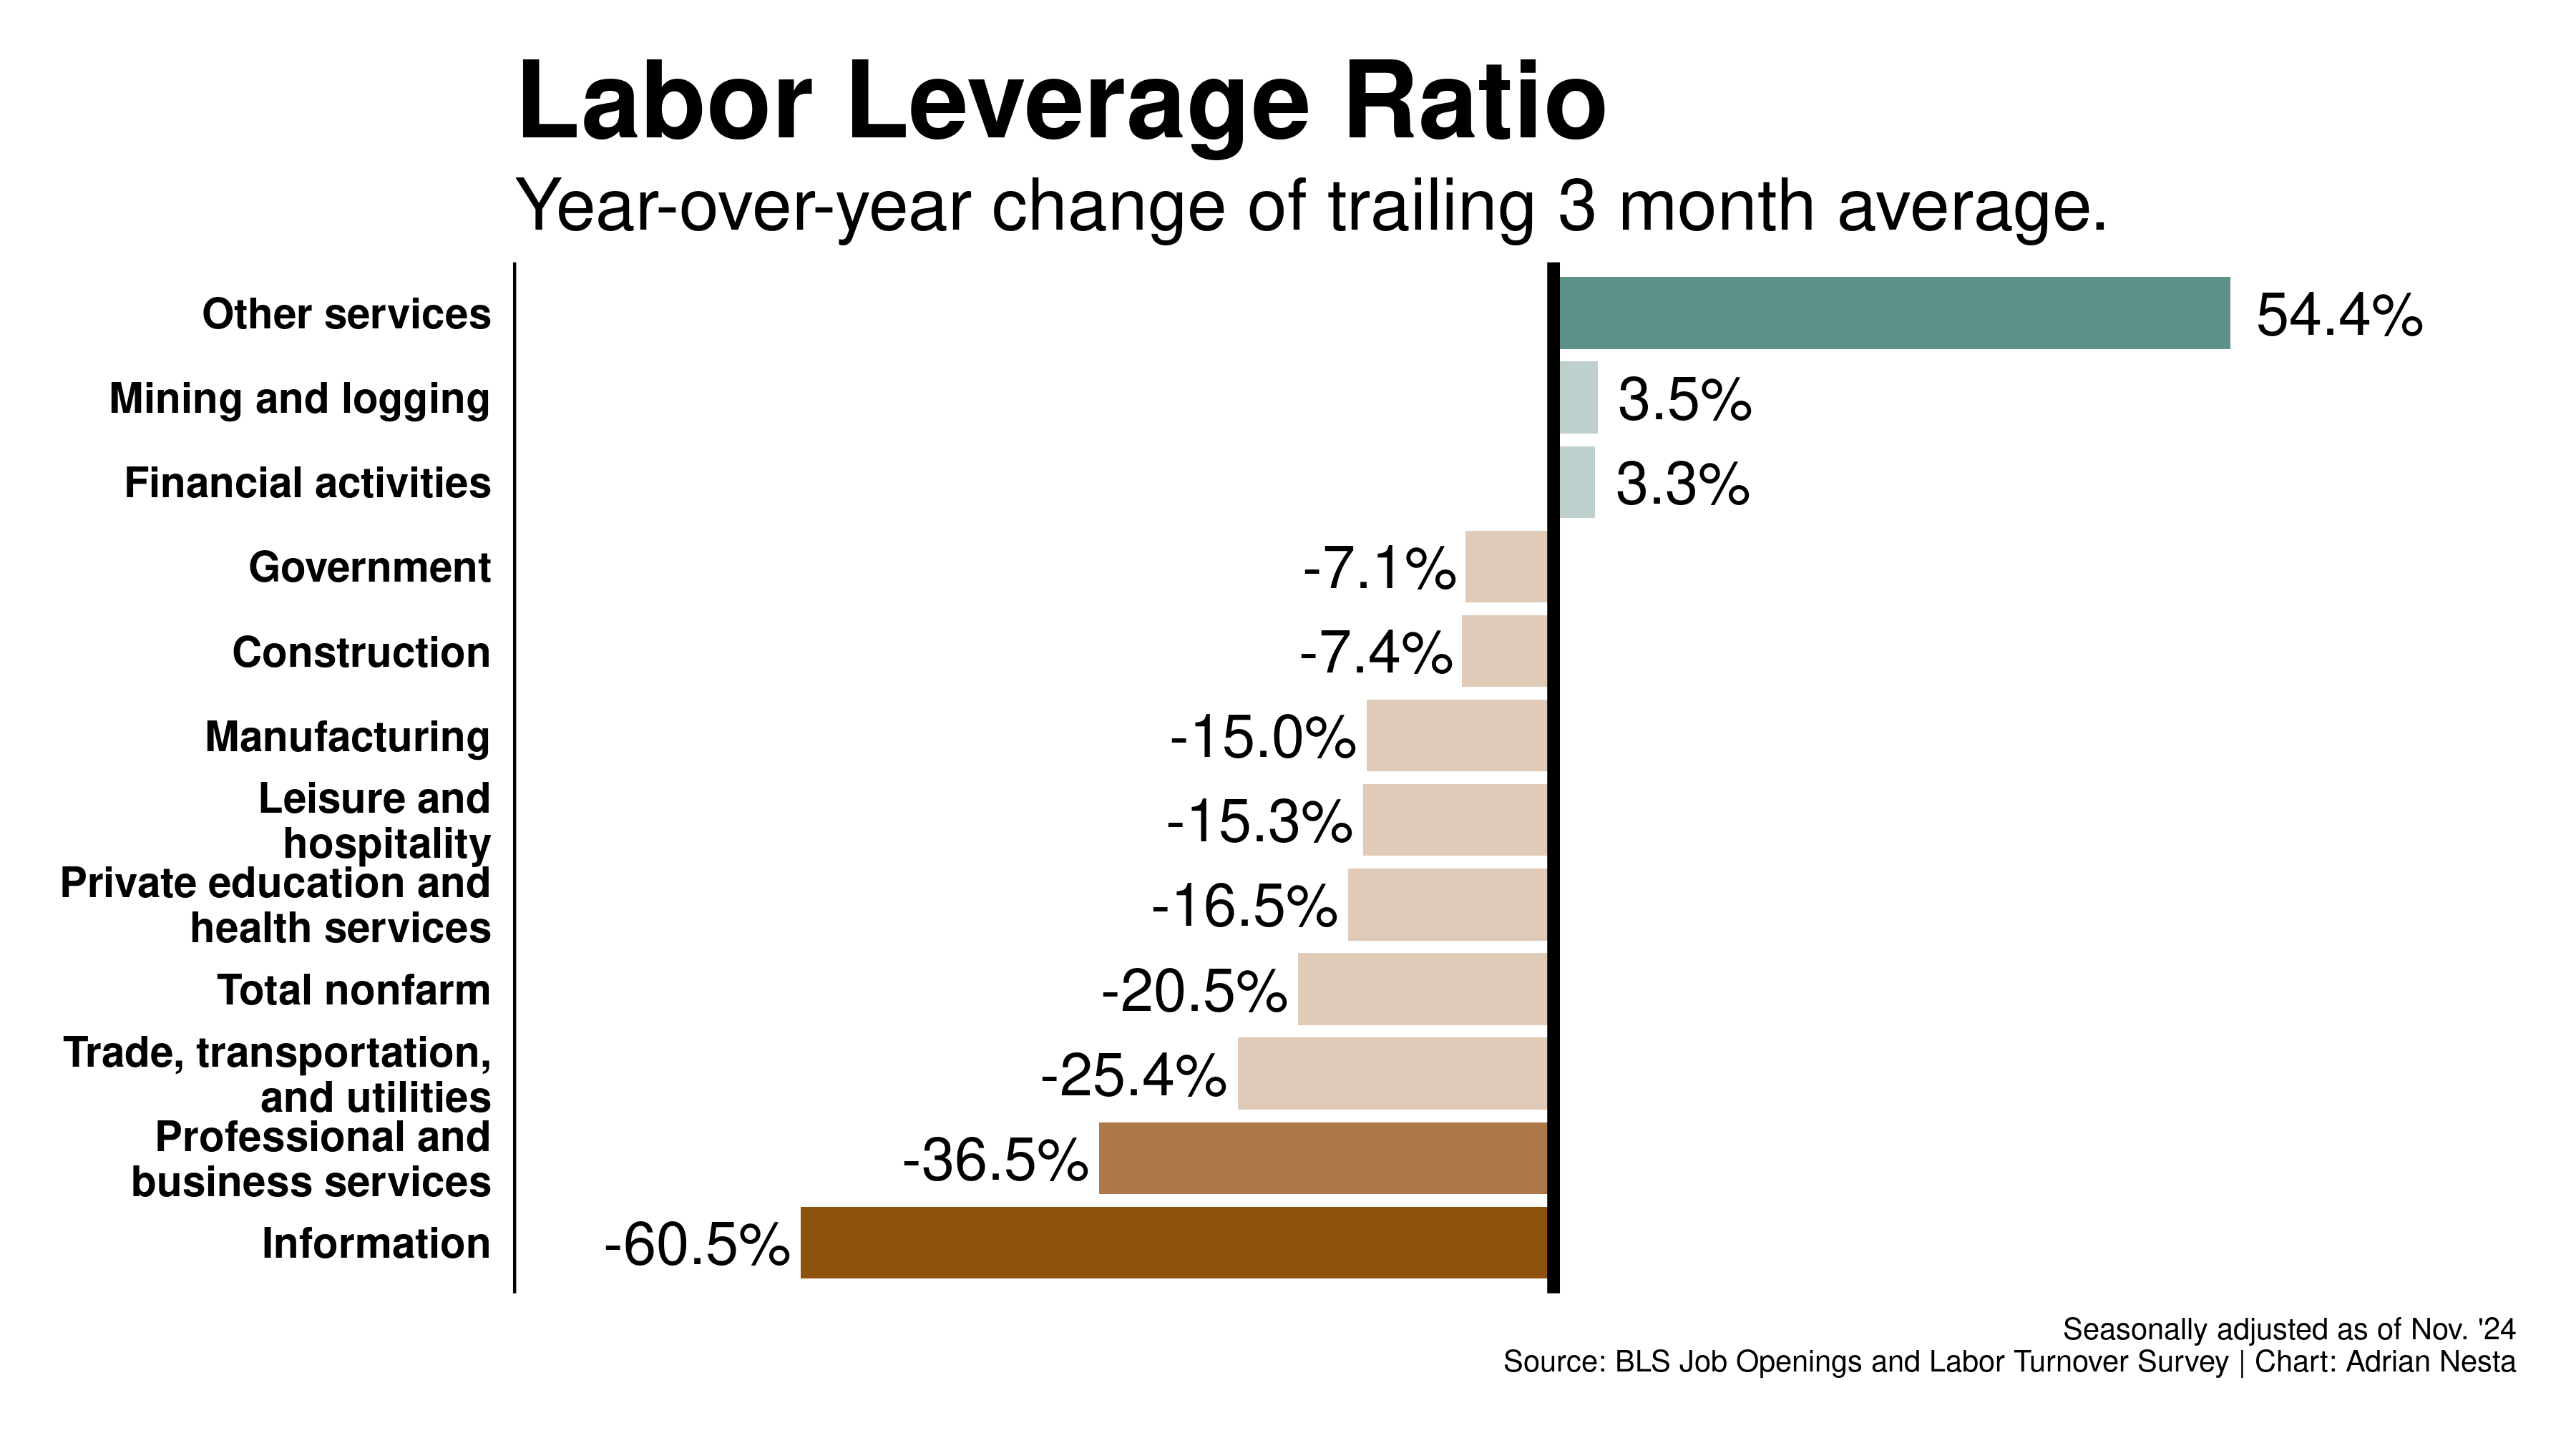 Labor Leverage Ratio
Year-over-year change of trailing 3 month average.
Other services
54.4%
Mining and logging
3.5%
Financial activities
3.3%
Government
-7.1%
Construction
-7.4%
Manufacturing
-15.0%
Leisure and
hospitality
-15.3%
Private education and
health services
-16.5%
Total nonfarm
-20.5%
Trade, transportation,
and utilities
-25.4%
Professional and
business services
-36.5%
Information
-60.5%
Seasonally adjusted as of Nov. '24
Source: BLS Job Openings and Labor Turnover Survey | Chart: Adrian Nesta